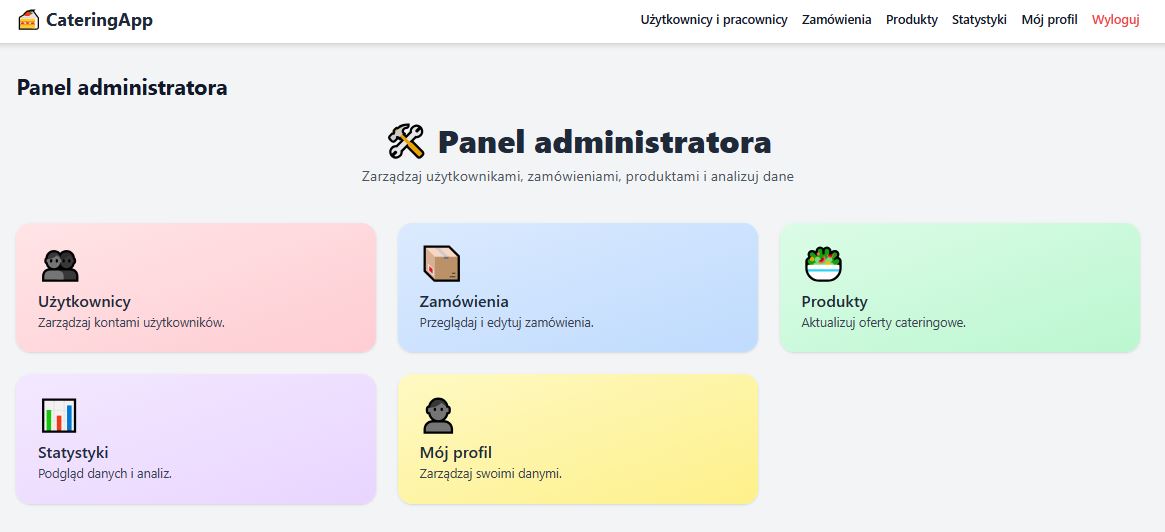 CateringApp
Użytkownicy i pracownicy Zamówienia Produkty Statystyki Mój profil Wyloguj
Panel administratora
Panel administratora
Zarządzaj użytkownikami, zamówieniami, produktami i analizuj dane
Użytkownicy
Zarządzaj kontami użytkowników.
Zamówienia
Przeglądaj i edytuj zamówienia.
Produkty
Aktualizuj oferty cateringowe.
Statystyki
Podgląd danych i analiz.
Mój profil
Zarządzaj swoimi danymi.